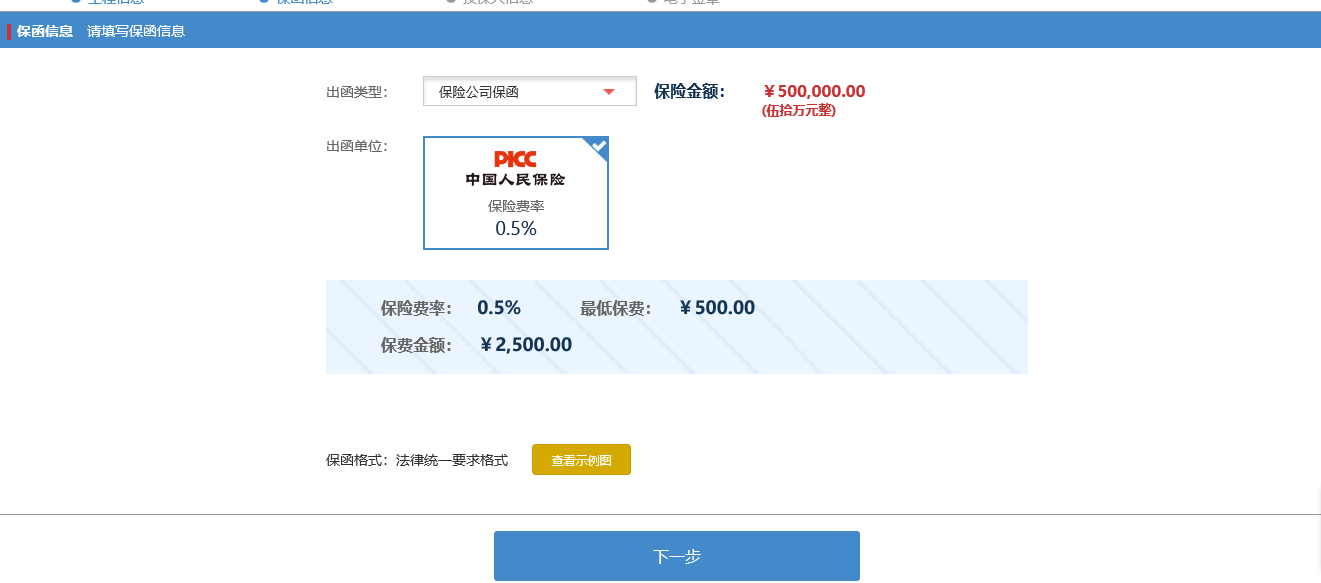 保函信息 请填写保函信息
出函类型： 保险公司保函 保险金额： ￥500,000.00
(伍拾万元整)
出函单位：
PICC
中国人民保险
保险费率
0.5%
保险费率： 0.5% 最低保费： ￥500.00
保费金额： ￥2,500.00
保函格式：法律统一要求格式 查看示例图
下一步